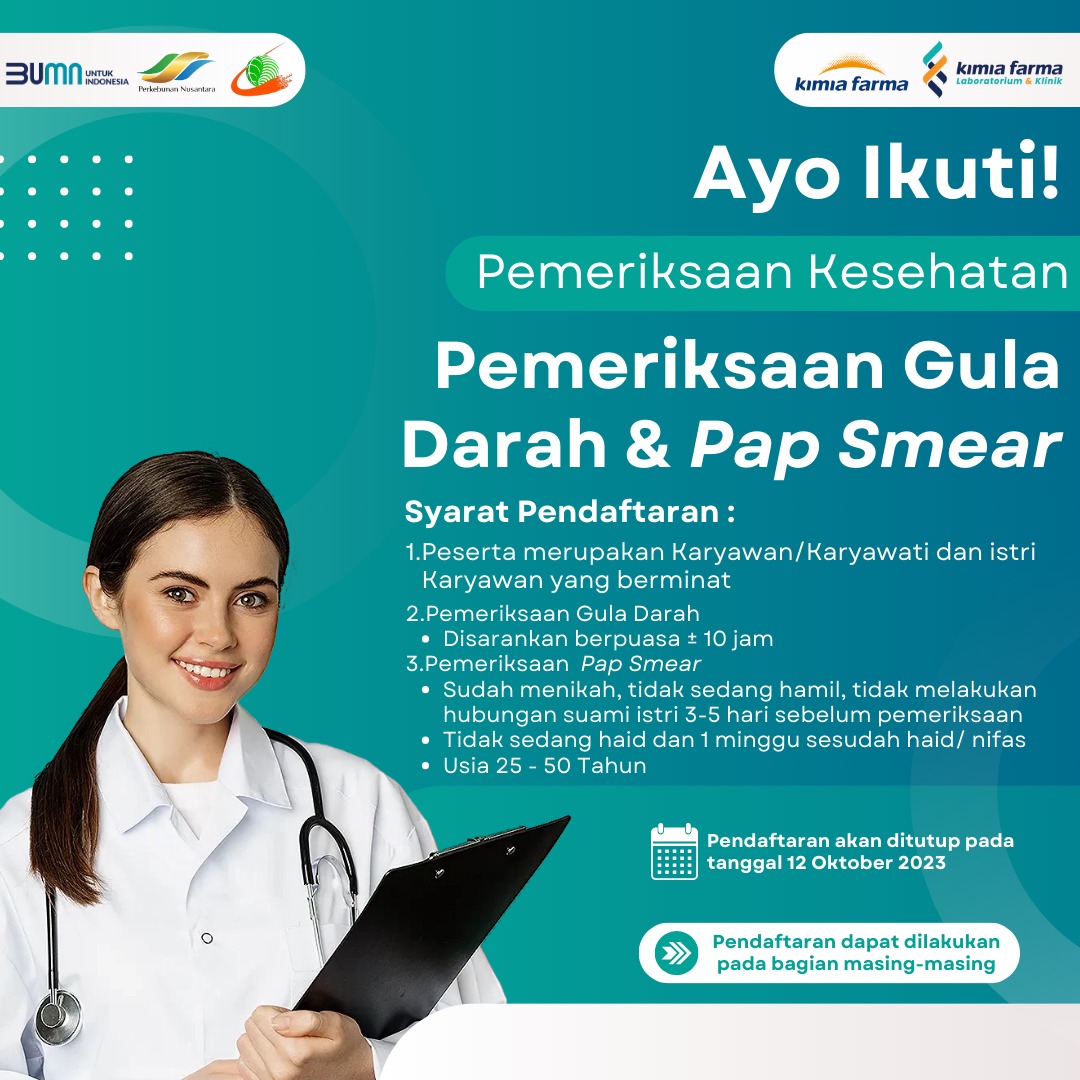 BUMN UNTUK INDONESIA
Perkebunan Nusantara
kimia farma
kimia farma
Laboratorium & Klinik
Ayo Ikuti!
Pemeriksaan Kesehatan
Pemeriksaan Gula
Darah & Pap Smear
Syarat Pendaftaran :
1.Peserta merupakan Karyawan/Karyawati dan istri
Karyawan yang berminat
2.Pemeriksaan Gula Darah
• Disarankan berpuasa ± 10 jam
3.Pemeriksaan Pap Smear
• Sudah menikah, tidak sedang hamil, tidak melakukan
hubungan suami istri 3-5 hari sebelum pemeriksaan
• Tidak sedang haid dan 1 minggu sesudah haid/ nifas
• Usia 25 - 50 Tahun
Pendaftaran akan ditutup pada
tanggal 12 Oktober 2023
Pendaftaran dapat dilakukan
pada bagian masing-masing